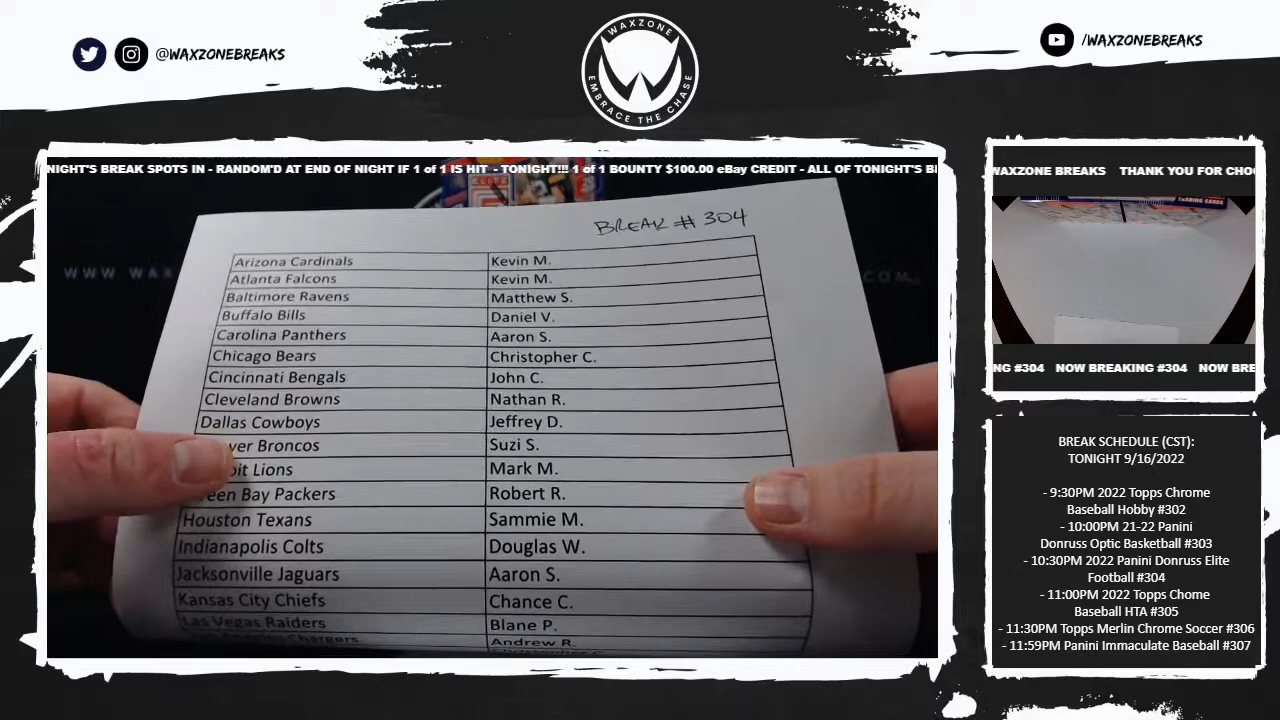 @WAXZONEBREAKS
WAXZONE
EMBRACE THE CHASE
/WAXZONEBREAKS
NIGHT'S BREAK SPOTS IN - RANDOM'D AT END OF NIGHT IF 1 of 1 IS HIT - TONIGHT!!! 1 of 1 BOUNTY $100.00 eBay CREDIT - ALL OF TONIGHT'S
BREAK # 304
WWW WAX
COM
Arizona Cardinals Kevin M.
Atlanta Falcons Kevin M.
Baltimore Ravens Matthew S.
Buffalo Bills Daniel V.
Carolina Panthers Aaron S.
Chicago Bears Christopher C.
Cincinnati Bengals John C.
Cleveland Browns Nathan R.
Dallas Cowboys Jeffrey D.
ver Broncos Suzi S.
oit Lions Mark M.
een Bay Packers Robert R.
Houston Texans Sammie M.
Indianapolis Colts Douglas W.
Jacksonville Jaguars Aaron S.
Kansas City Chiefs Chance C.
Las Vegas Raiders Blane P.
Chargers Andrew R.
WAXZONE BREAKS THANK YOU FOR CHO
TRADING CARDS
NG #304 NOW BREAKING #304 NOW BRE
BREAK SCHEDULE (CST):
TONIGHT 9/16/2022
- 9:30PM 2022 Topps Chrome
Baseball Hobby #302
- 10:00PM 21-22 Panini
Donruss Optic Basketball #303
- 10:30PM 2022 Panini Donruss Elite
Football #304
- 11:00PM 2022 Topps Chome
Baseball HTA #305
- 11:30PM Topps Merlin Chrome Soccer #306
- 11:59PM Panini Immaculate Baseball #307